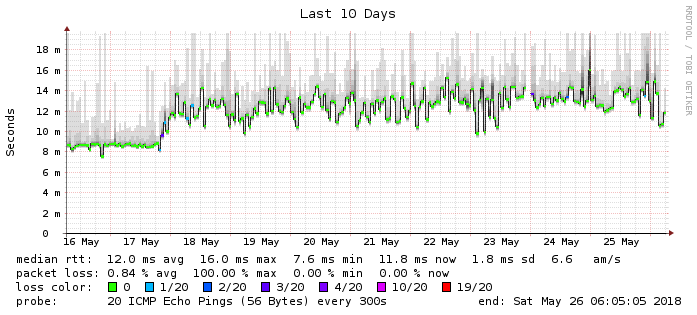 Last 10 Days
RRDTOOL / TOBI OETIKER
Seconds
18 m
16 m
14 m
12 m
10 m
8 m
6 m
4 m
2 m
0
16 May 17 May 18 May 19 May 20 May 21 May 22 May 23 May 24 May 25 May
median rtt: 12.0 ms avg 16.0 ms max 7.6 ms min 11.8 ms now 1.8 ms sd 6.6 am/s
packet loss: 0.84 % avg 100.00 % max 0.00 % min 0.00 % now
loss color: 0 1/20 2/20 3/20 4/20 10/20 19/20
probe: 20 ICMP Echo Pings (56 Bytes) every 300s end: Sat May 26 06:05:05 2018